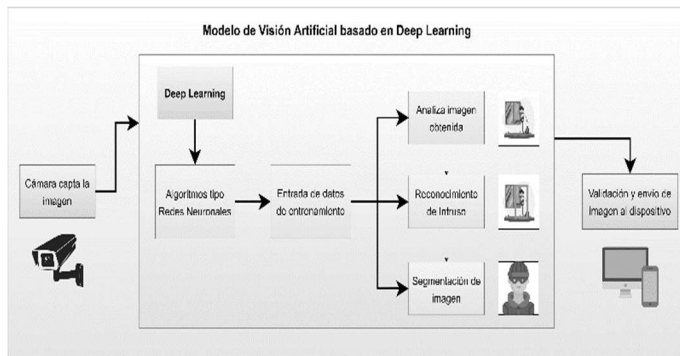 Modelo de Visión Artificial basado en Deep Learning
Cámara capta la
imagen
Deep Learning
Algoritmos tipo
Redes Neuronales
Entrada de datos
de entrenamiento
Analiza imagen
obtenida
Reconocimiento
de Intruso
Segmentación de
imagen
Validación y envío de
imagen al dispositivo